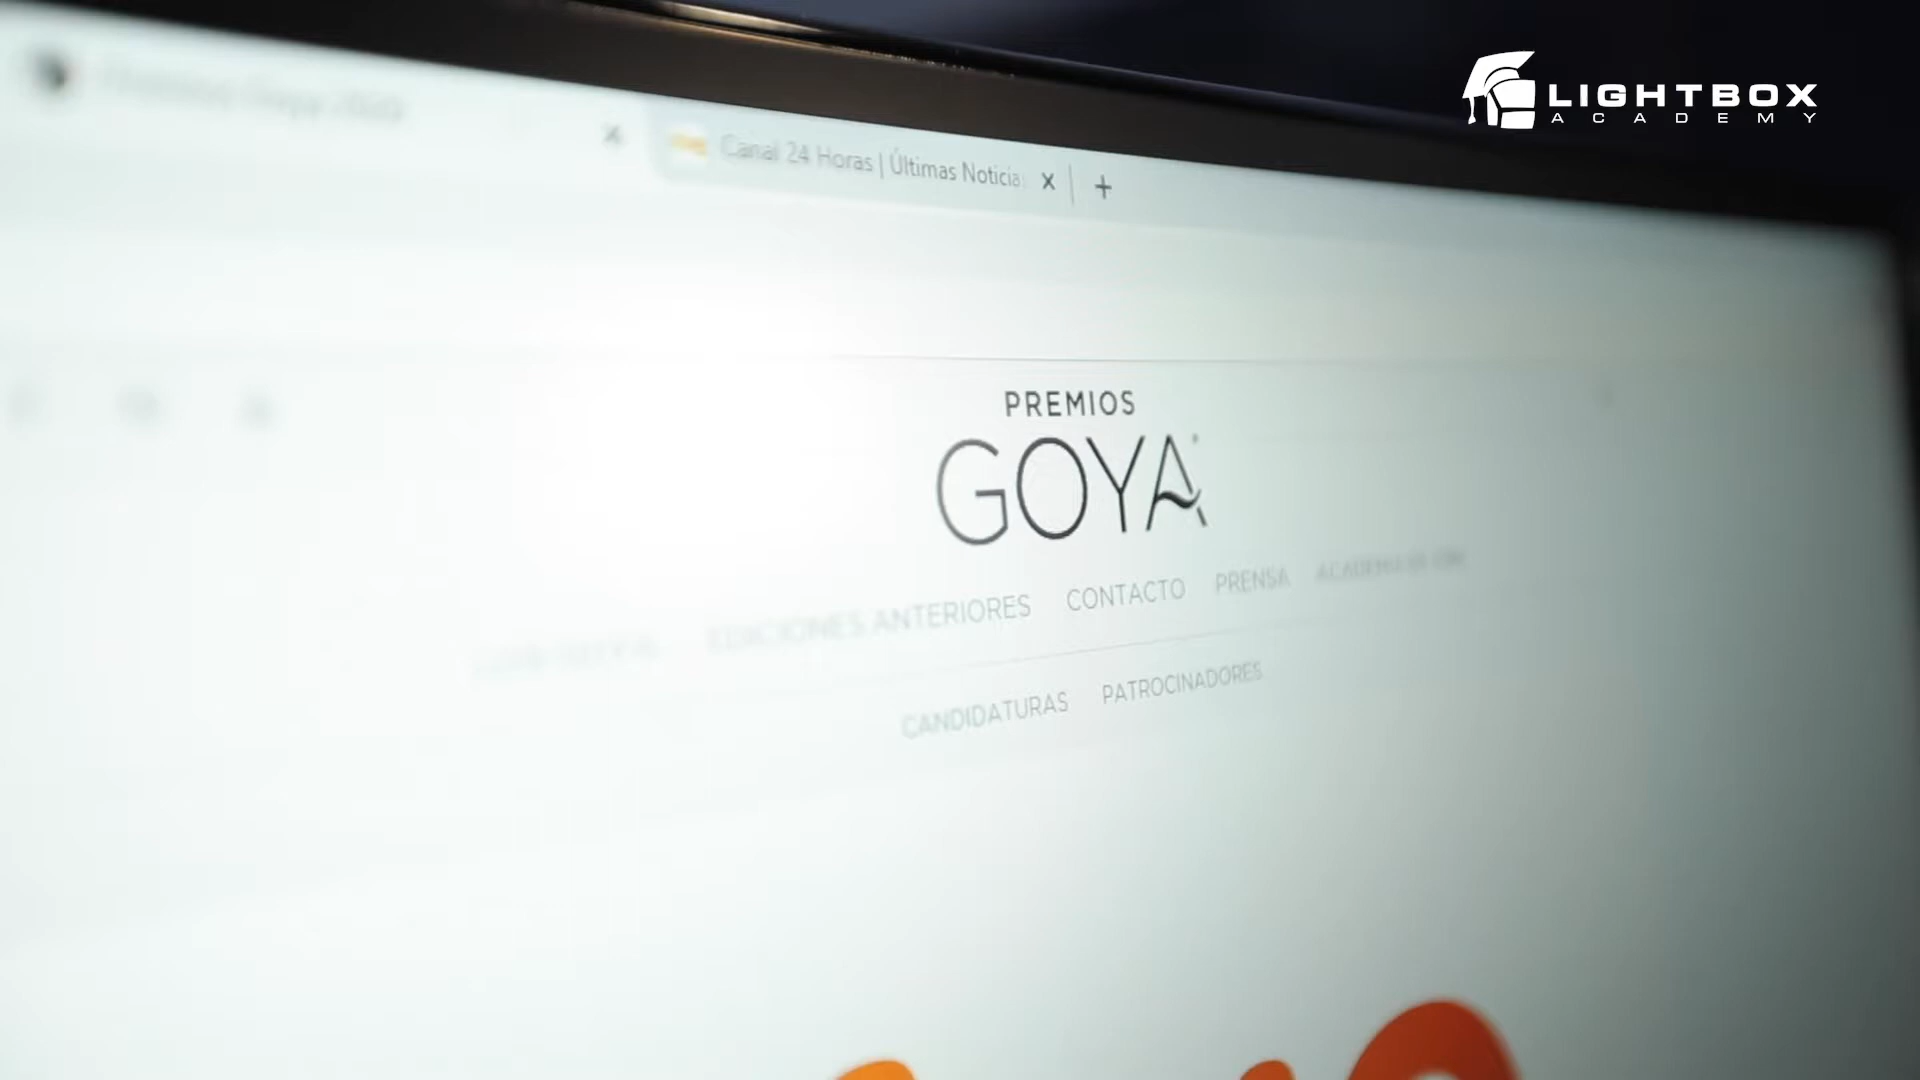 LIGHTBOX
ACADEMY
Canal 24 Horas | Últimas Noticia
PREMIOS
GOYA
EDICIONES ANTERIORES CONTACTO PRENSA
CANDIDATURAS PATROCINADORES